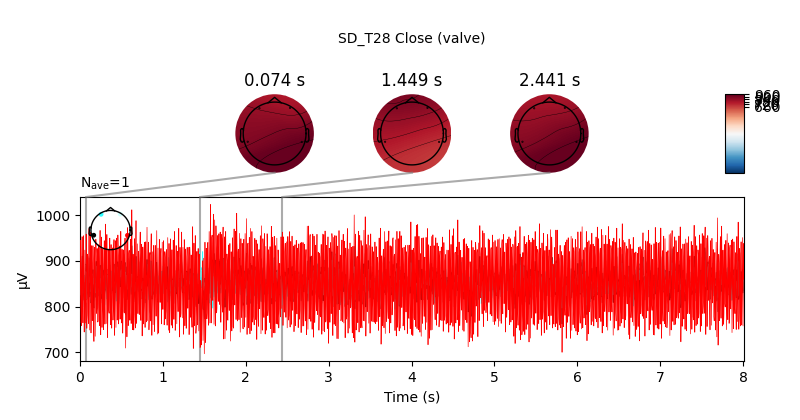 SD_T28 Close (valve)
0.074 s 1.449 s 2.441 s
960
Nave=1
1000
900
800
700
µV
0 1 2 3 4 5 6 7 8
Time (s)